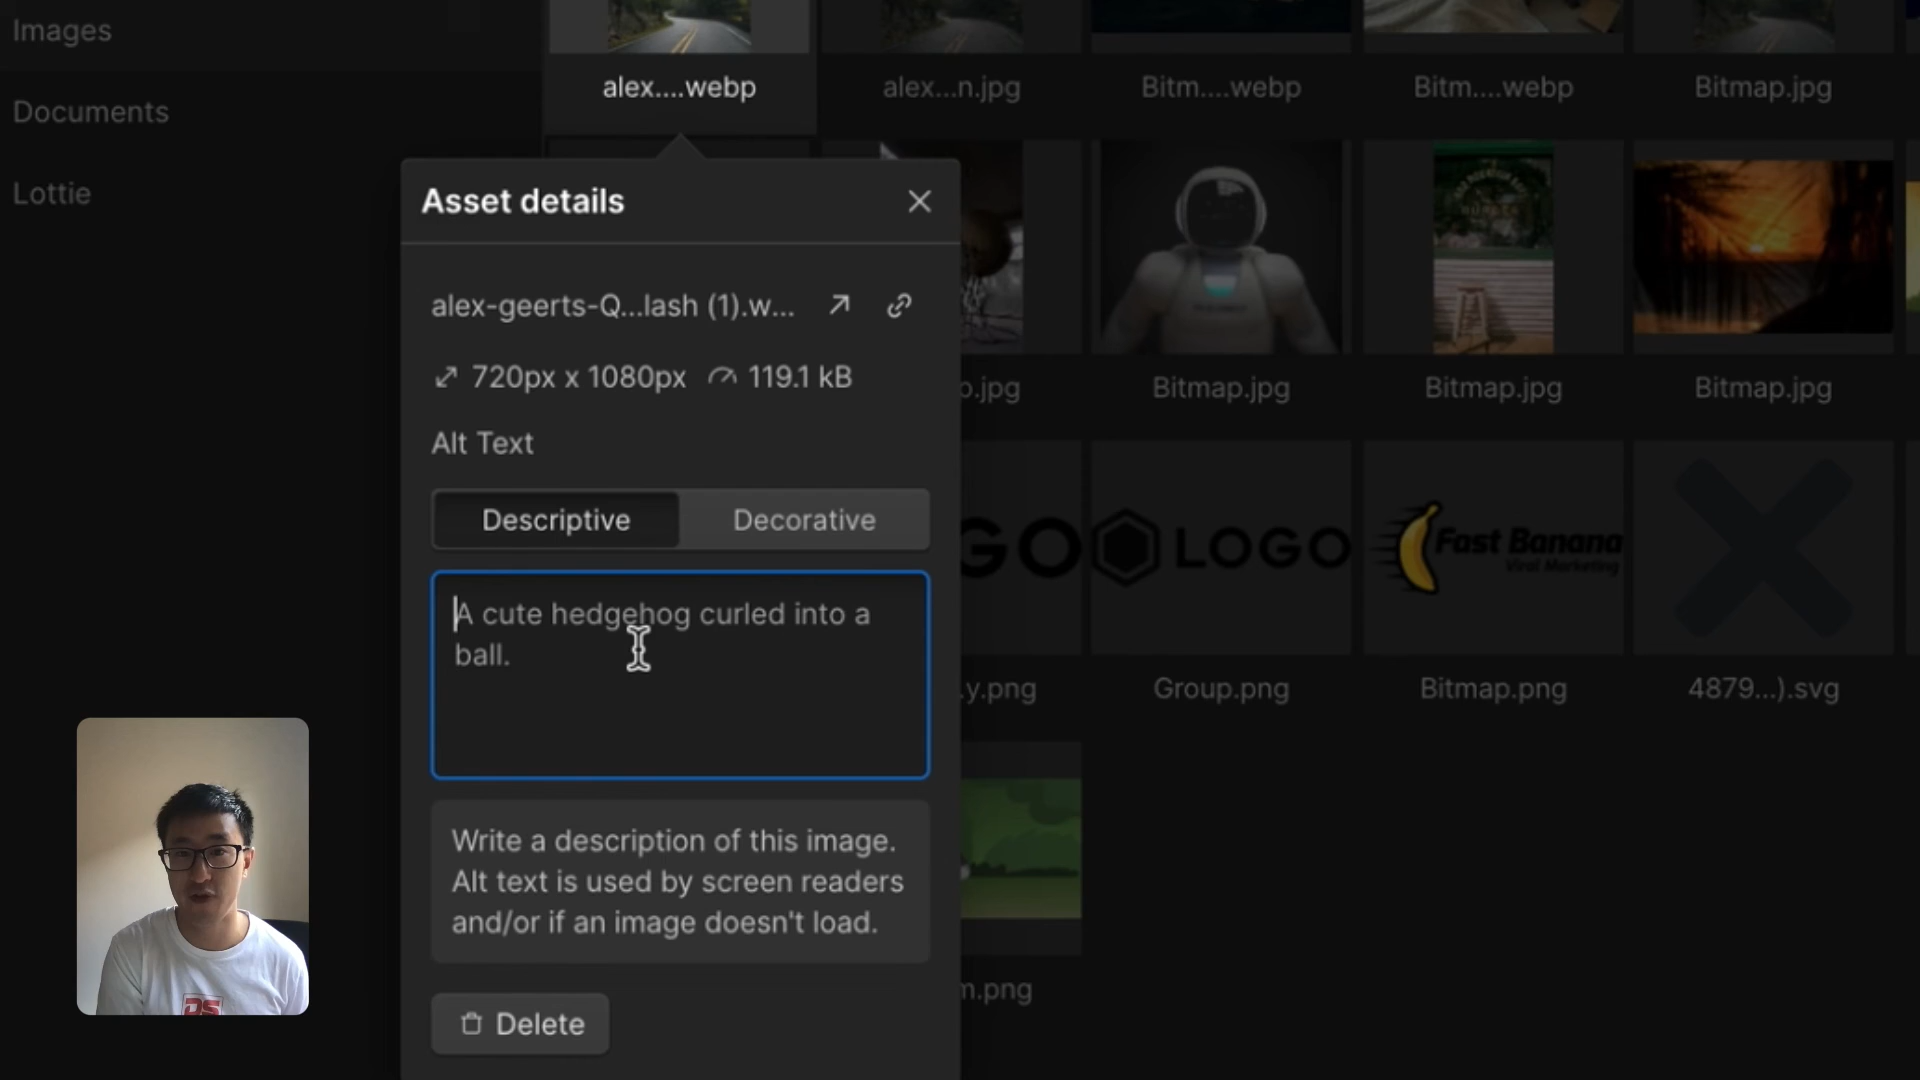 Images
Documents
Lottie
alex....webp
alex...n.jpg
Bitm....webp
Bitm....webp
Bitmap.jpg
Asset details
alex-geerts-Q...lash (1).w...
720px x 1080px 119.1 kB
Alt Text
Descriptive
Decorative
A cute hedgehog curled into a
ball.
Write a description of this image.
Alt text is used by screen readers
and/or if an image doesn't load.
Delete
o.jpg
Bitmap.jpg
Bitmap.jpg
Bitmap.jpg
GO
LOGO
Fast Banana
Viral Marketing
.y.png
Group.png
Bitmap.png
4879...).svg
m.png